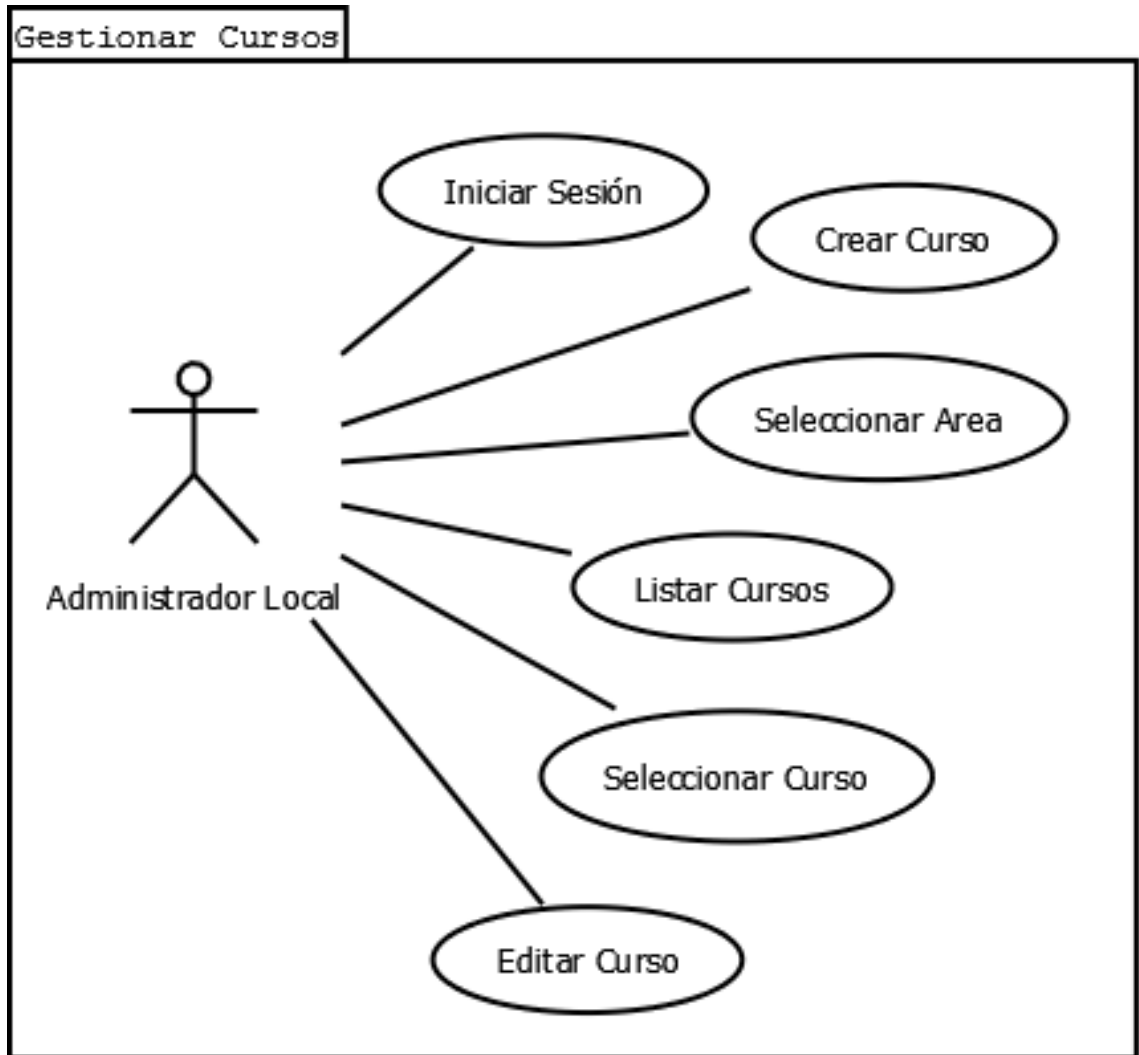 Gestionar Cursos
Iniciar Sesión
Crear Curso
Seleccionar Area
Listar Cursos
Administrador Local
Seleccionar Curso
Editar Curso